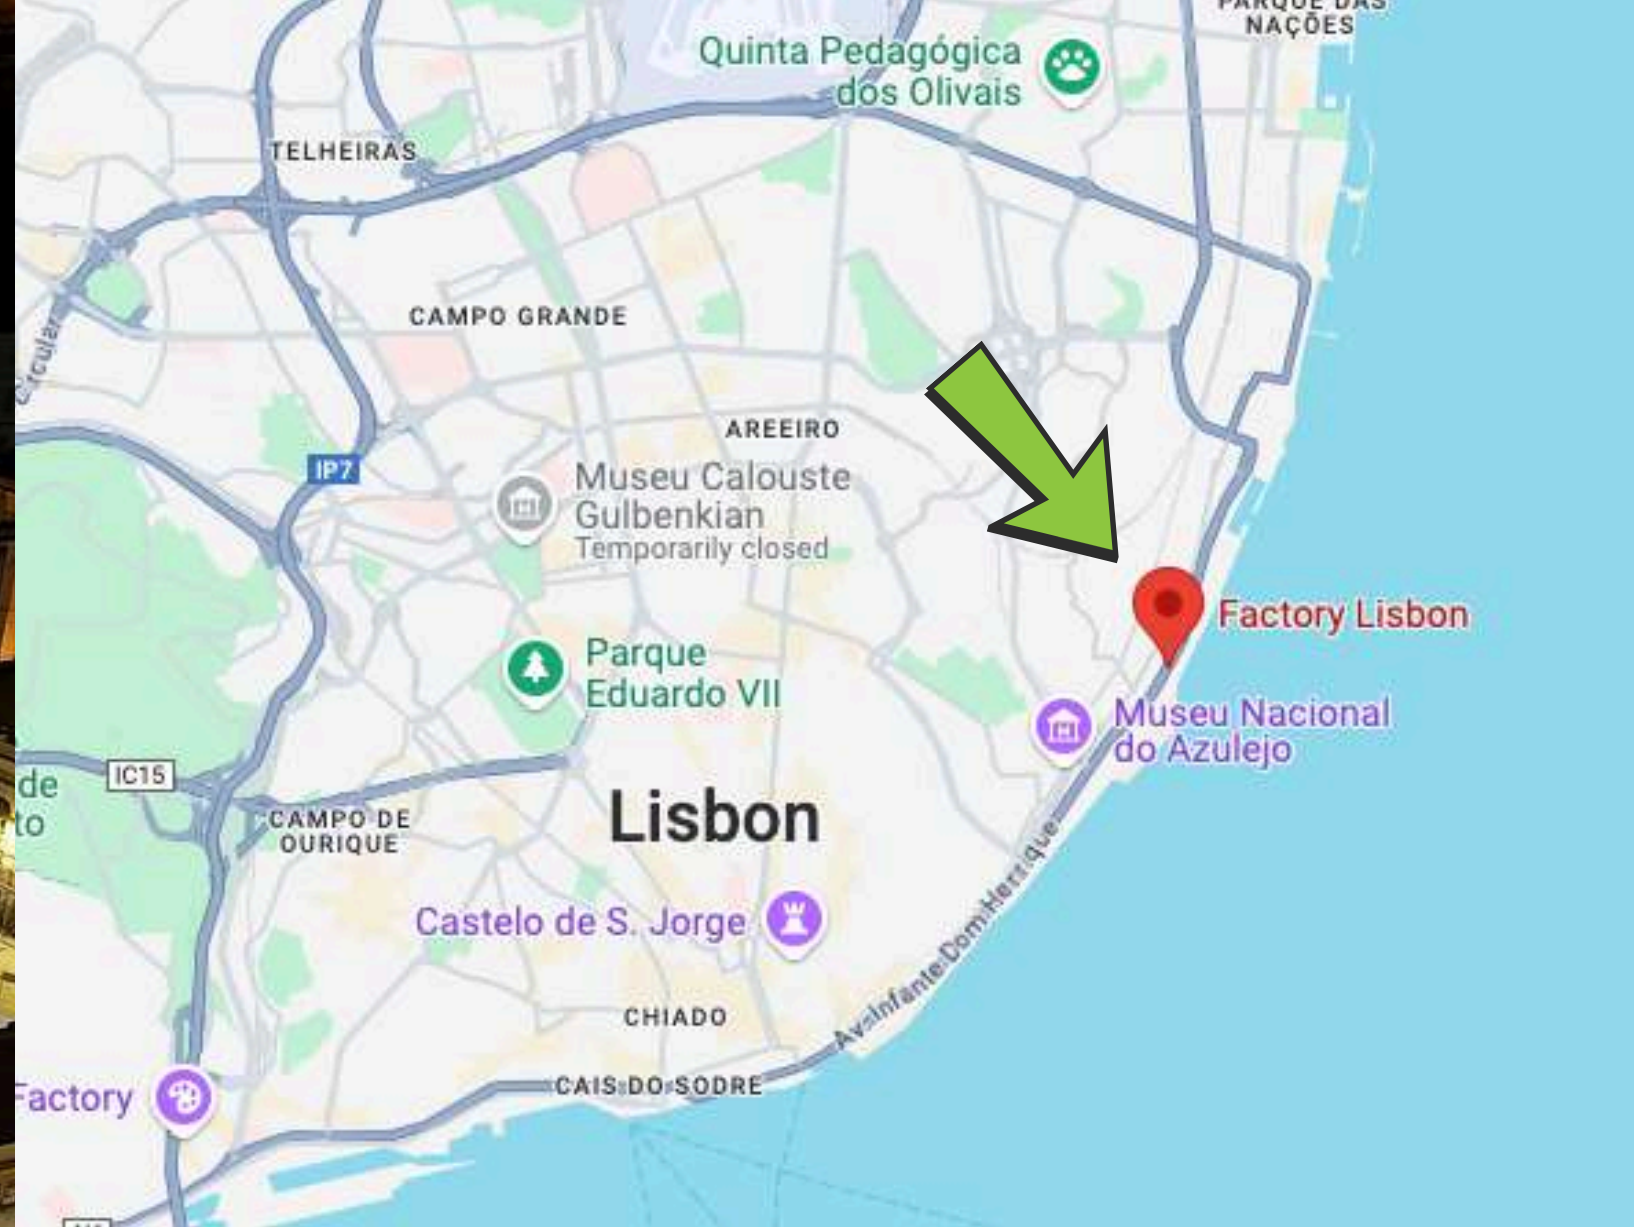 PARQUE DAS
NAÇÕES
Quinta Pedagógica
dos Olivais
TELHEIRAS
CAMPO GRANDE
AREEIRO
IP7
Museu Calouste
Gulbenkian
Temporarily closed
Factory Lisbon
Parque
Eduardo VII
Museu Nacional
do Azulejo
IC15
de
to
CAMPO DE
OURIQUE
Lisbon
Castelo de S. Jorge
Av. Infante Dom Henrique
CHIADO
CAIS DO SODRE
Factory